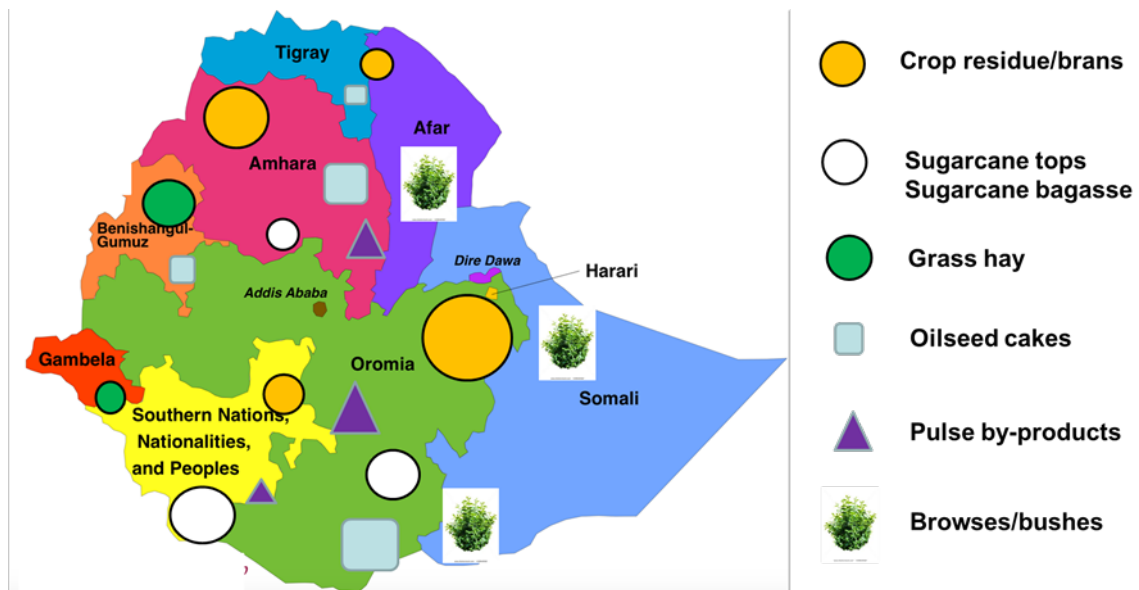 Tigray
Afar
Amhara
Benishangul-
Gumuz
Dire Dawa
Harari
Addis Ababa
Gambela
Oromia
Somali
Southern Nations,
Nationalities,
and Peoples
Crop residue/brans
Sugarcane tops
Sugarcane bagasse
Grass hay
Oilseed cakes
Pulse by-products
Browses/bushes